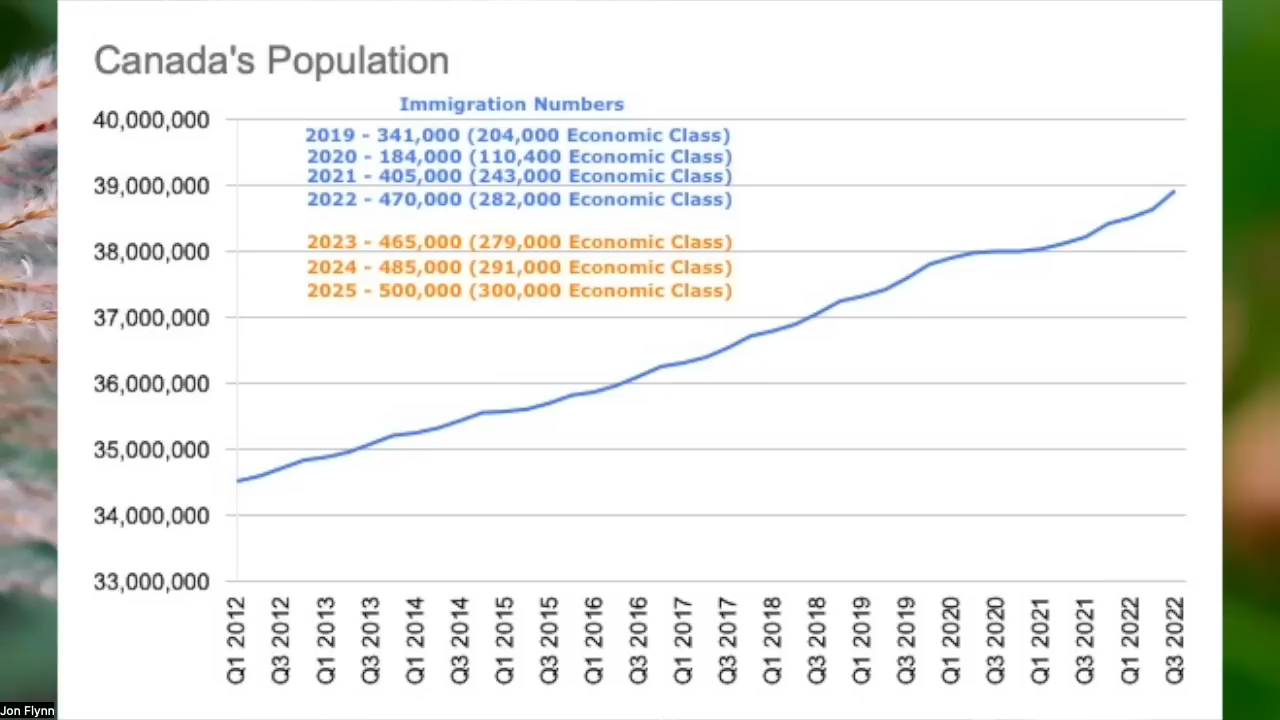 Canada's Population
Immigration Numbers
2019 - 341,000 (204,000 Economic Class)
2020 - 184,000 (110,400 Economic Class)
2021 - 405,000 (243,000 Economic Class)
2022 - 470,000 (282,000 Economic Class)
2023 - 465,000 (279,000 Economic Class)
2024 - 485,000 (291,000 Economic Class)
2025 - 500,000 (300,000 Economic Class)
40,000,000
39,000,000
38,000,000
37,000,000
36,000,000
35,000,000
34,000,000
33,000,000
Q1 2012
Q3 2012
Q1 2013
Q3 2013
Q1 2014
Q3 2014
Q1 2015
Q3 2015
Q1 2016
Q3 2016
Q1 2017
Q3 2017
Q1 2018
Q3 2018
Q1 2019
Q3 2019
Q1 2020
Q3 2020
Q1 2021
Q3 2021
Q1 2022
Q3 2022
Jon Flynn